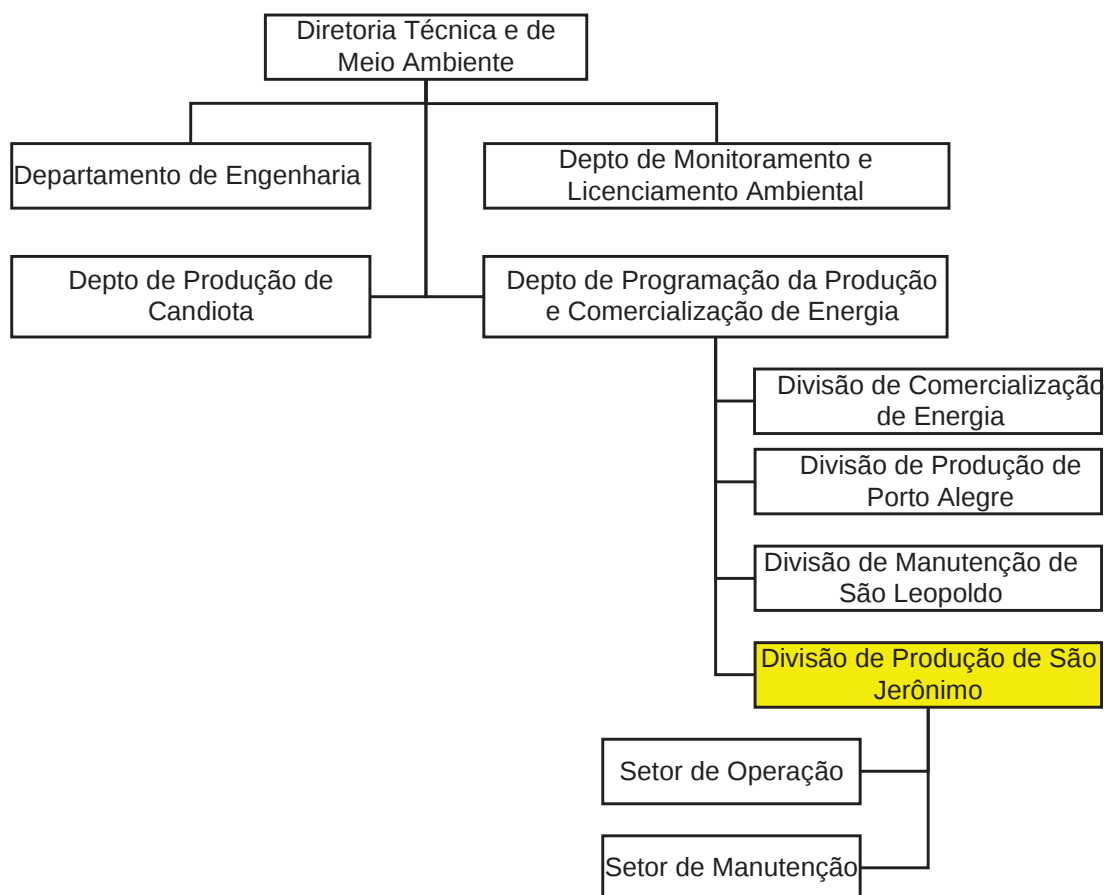 Diretoria Técnica e de
Meio Ambiente
Departamento de Engenharia
Depto de Monitoramento e
Licenciamento Ambiental
Depto de Produção de
Candiota
Depto de Programação da Produção
e Comercialização de Energia
Divisão de Comercialização
de Energia
Divisão de Produção de
Porto Alegre
Divisão de Manutenção de
São Leopoldo
Divisão de Produção de São
Jerônimo
Setor de Operação
Setor de Manutenção